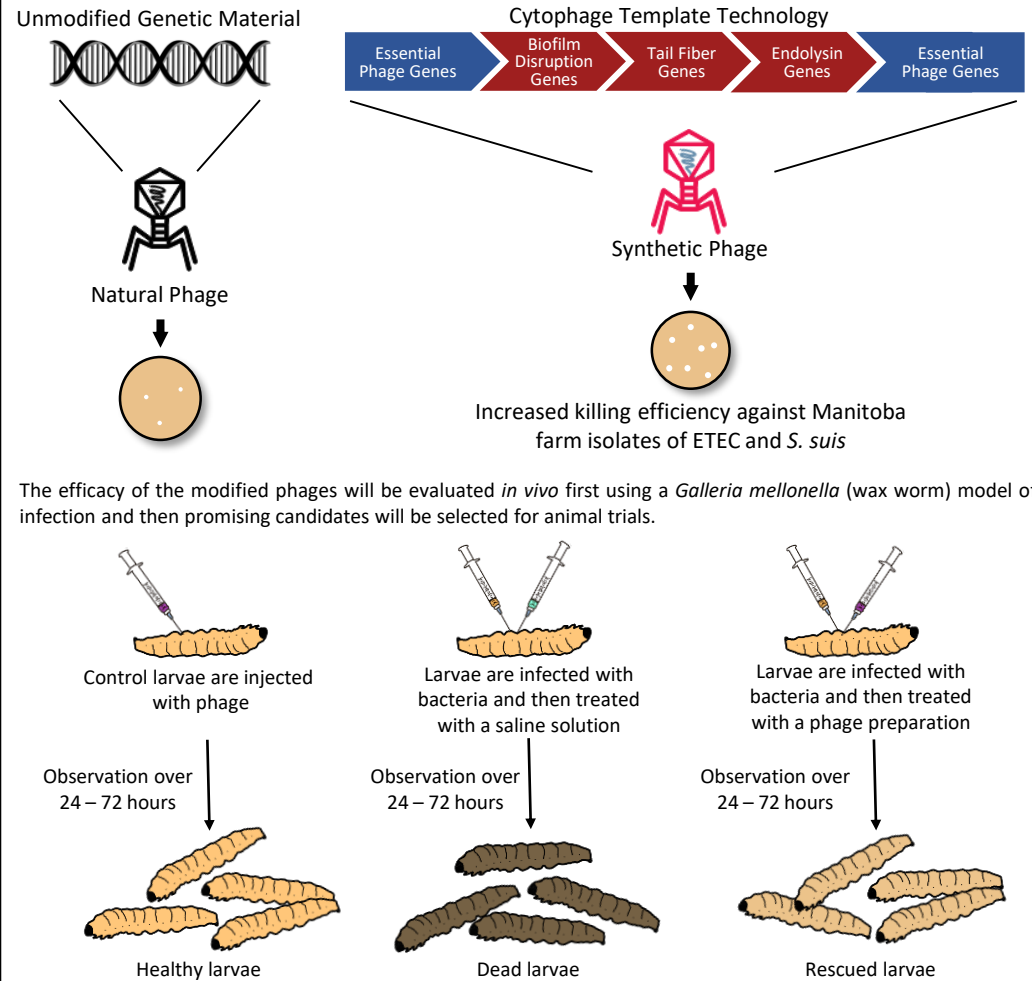 Unmodified Genetic Material
Cytophage Template Technology
Essential
Phage Genes
Biofilm
Disruption
Genes
Tail Fiber
Genes
Endolysin
Genes
Essential
Phage Genes
Natural Phage
Synthetic Phage
Increased killing efficiency against Manitoba
farm isolates of ETEC and S. suis
The efficacy of the modified phages will be evaluated in vivo first using a Galleria mellonella (wax worm) model of
infection and then promising candidates will be selected for animal trials.
Control larvae are injected
with phage
Larvae are infected with
bacteria and then treated
with a saline solution
Larvae are infected with
bacteria and then treated
with a phage preparation
Observation over
24 – 72 hours
Observation over
24 – 72 hours
Observation over
24 – 72 hours
Healthy larvae
Dead larvae
Rescued larvae